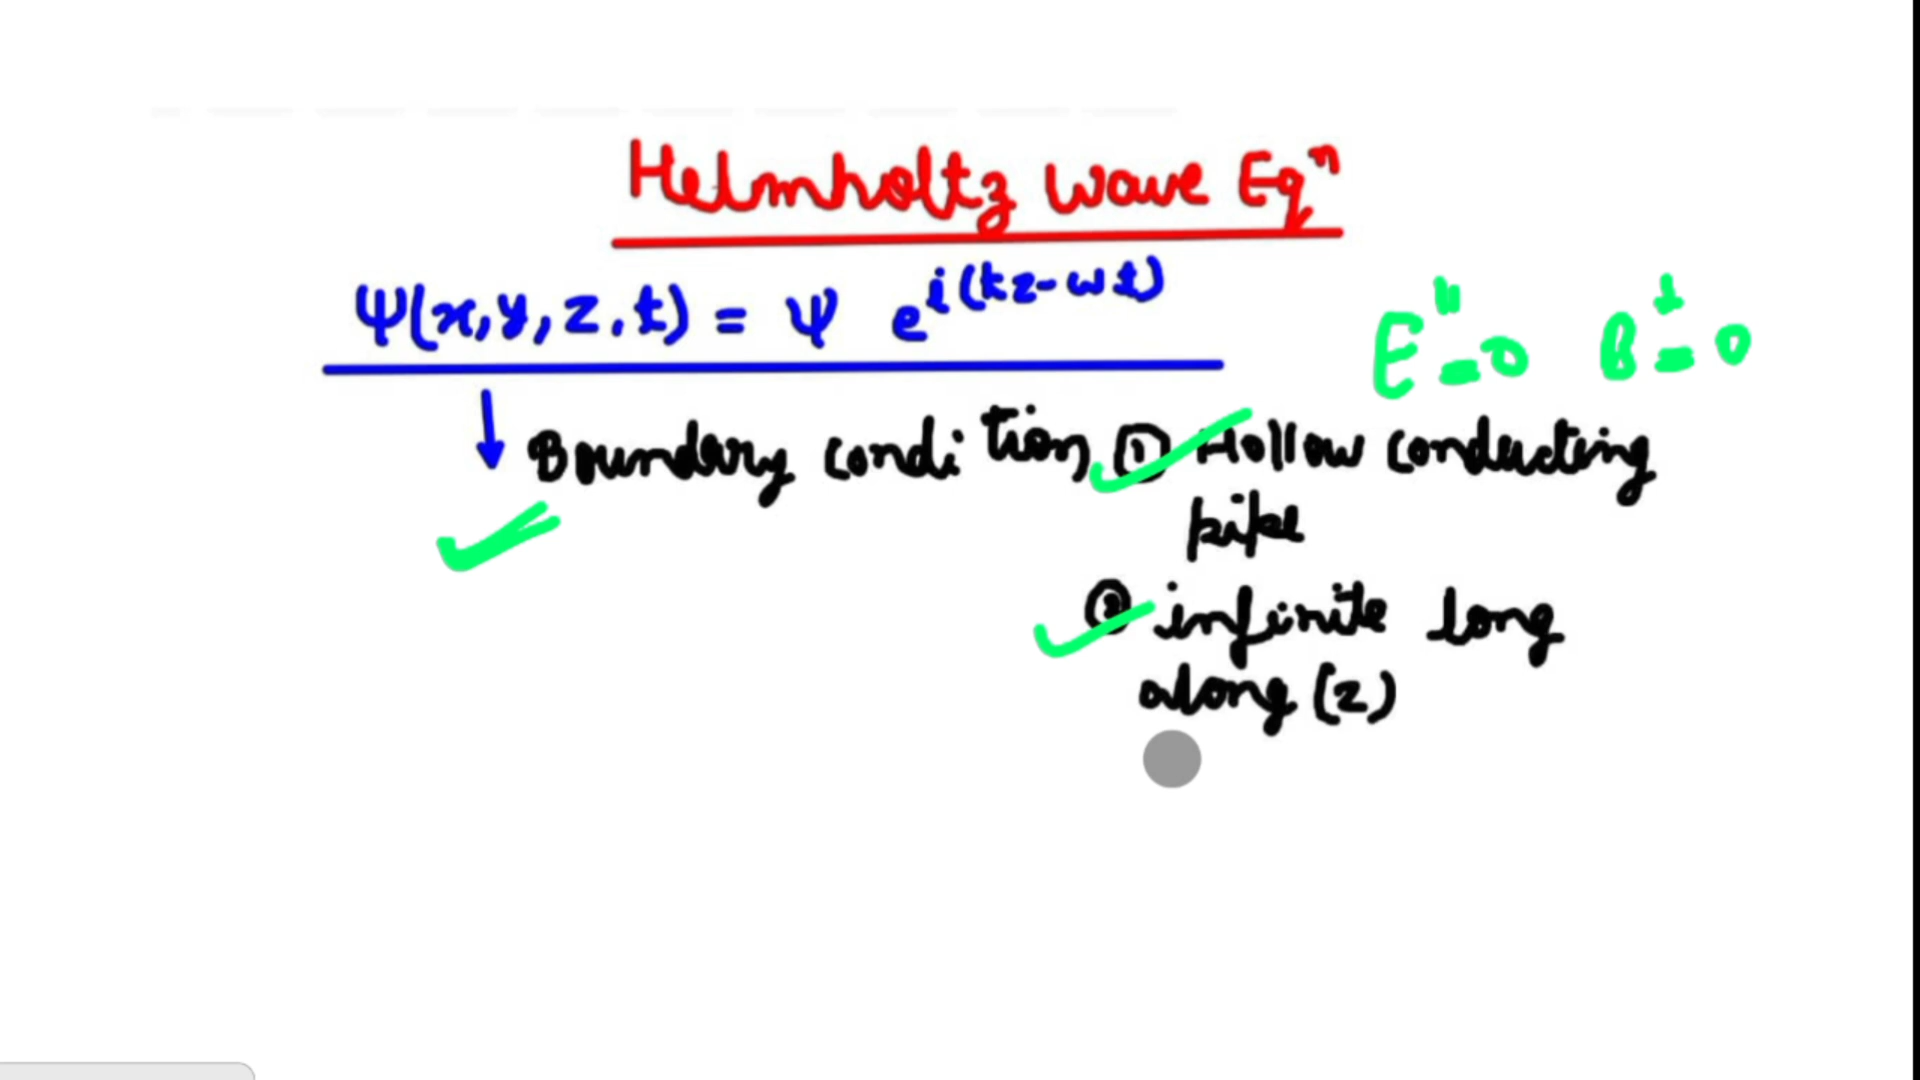 Helmholtz wave Eqⁿ
Ψ(x,y,z,t) = Ψ e^{i(kz-ωt)}
E^{||}=0 B^{⊥}=0
Boundary condition ① Hollow conducting
pipe
② infinite long
along (z)